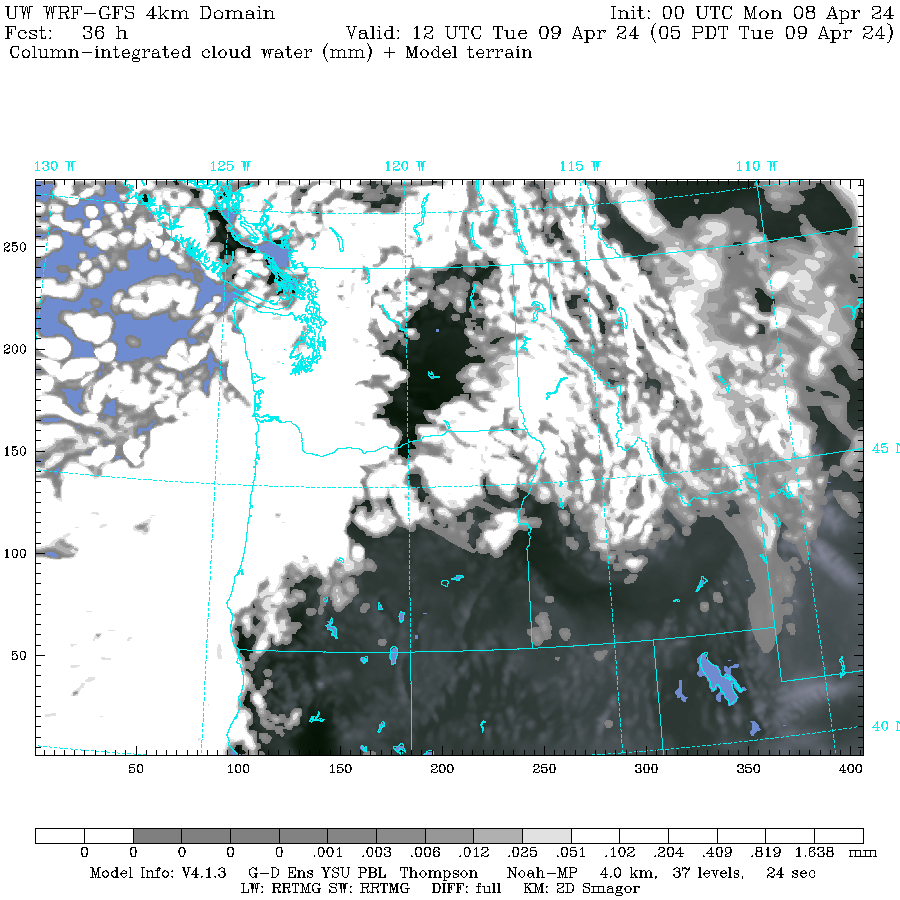 UW WRF-GFS 4km Domain Init: 00 UTC Mon 08 Apr 24
Fcst: 36 h Valid: 12 UTC Tue 09 Apr 24 (05 PDT Tue 09 Apr 24)
Column-integrated cloud water (mm) + Model terrain
130 W 125 W 120 W 115 W 110 W
250
200
150
45 N
100
50
40 N
50 100 150 200 250 300 350 400
0 0 0 0 0 .001 .003 .006 .012 .025 .051 .102 .204 .409 .819 1.638 mm
Model Info: V4.1.3 G-D Ens YSU PBL Thompson Noah-MP 4.0 km, 37 levels, 24 sec
LW: RRTMG SW: RRTMG DIFF: full KM: 2D Smagor